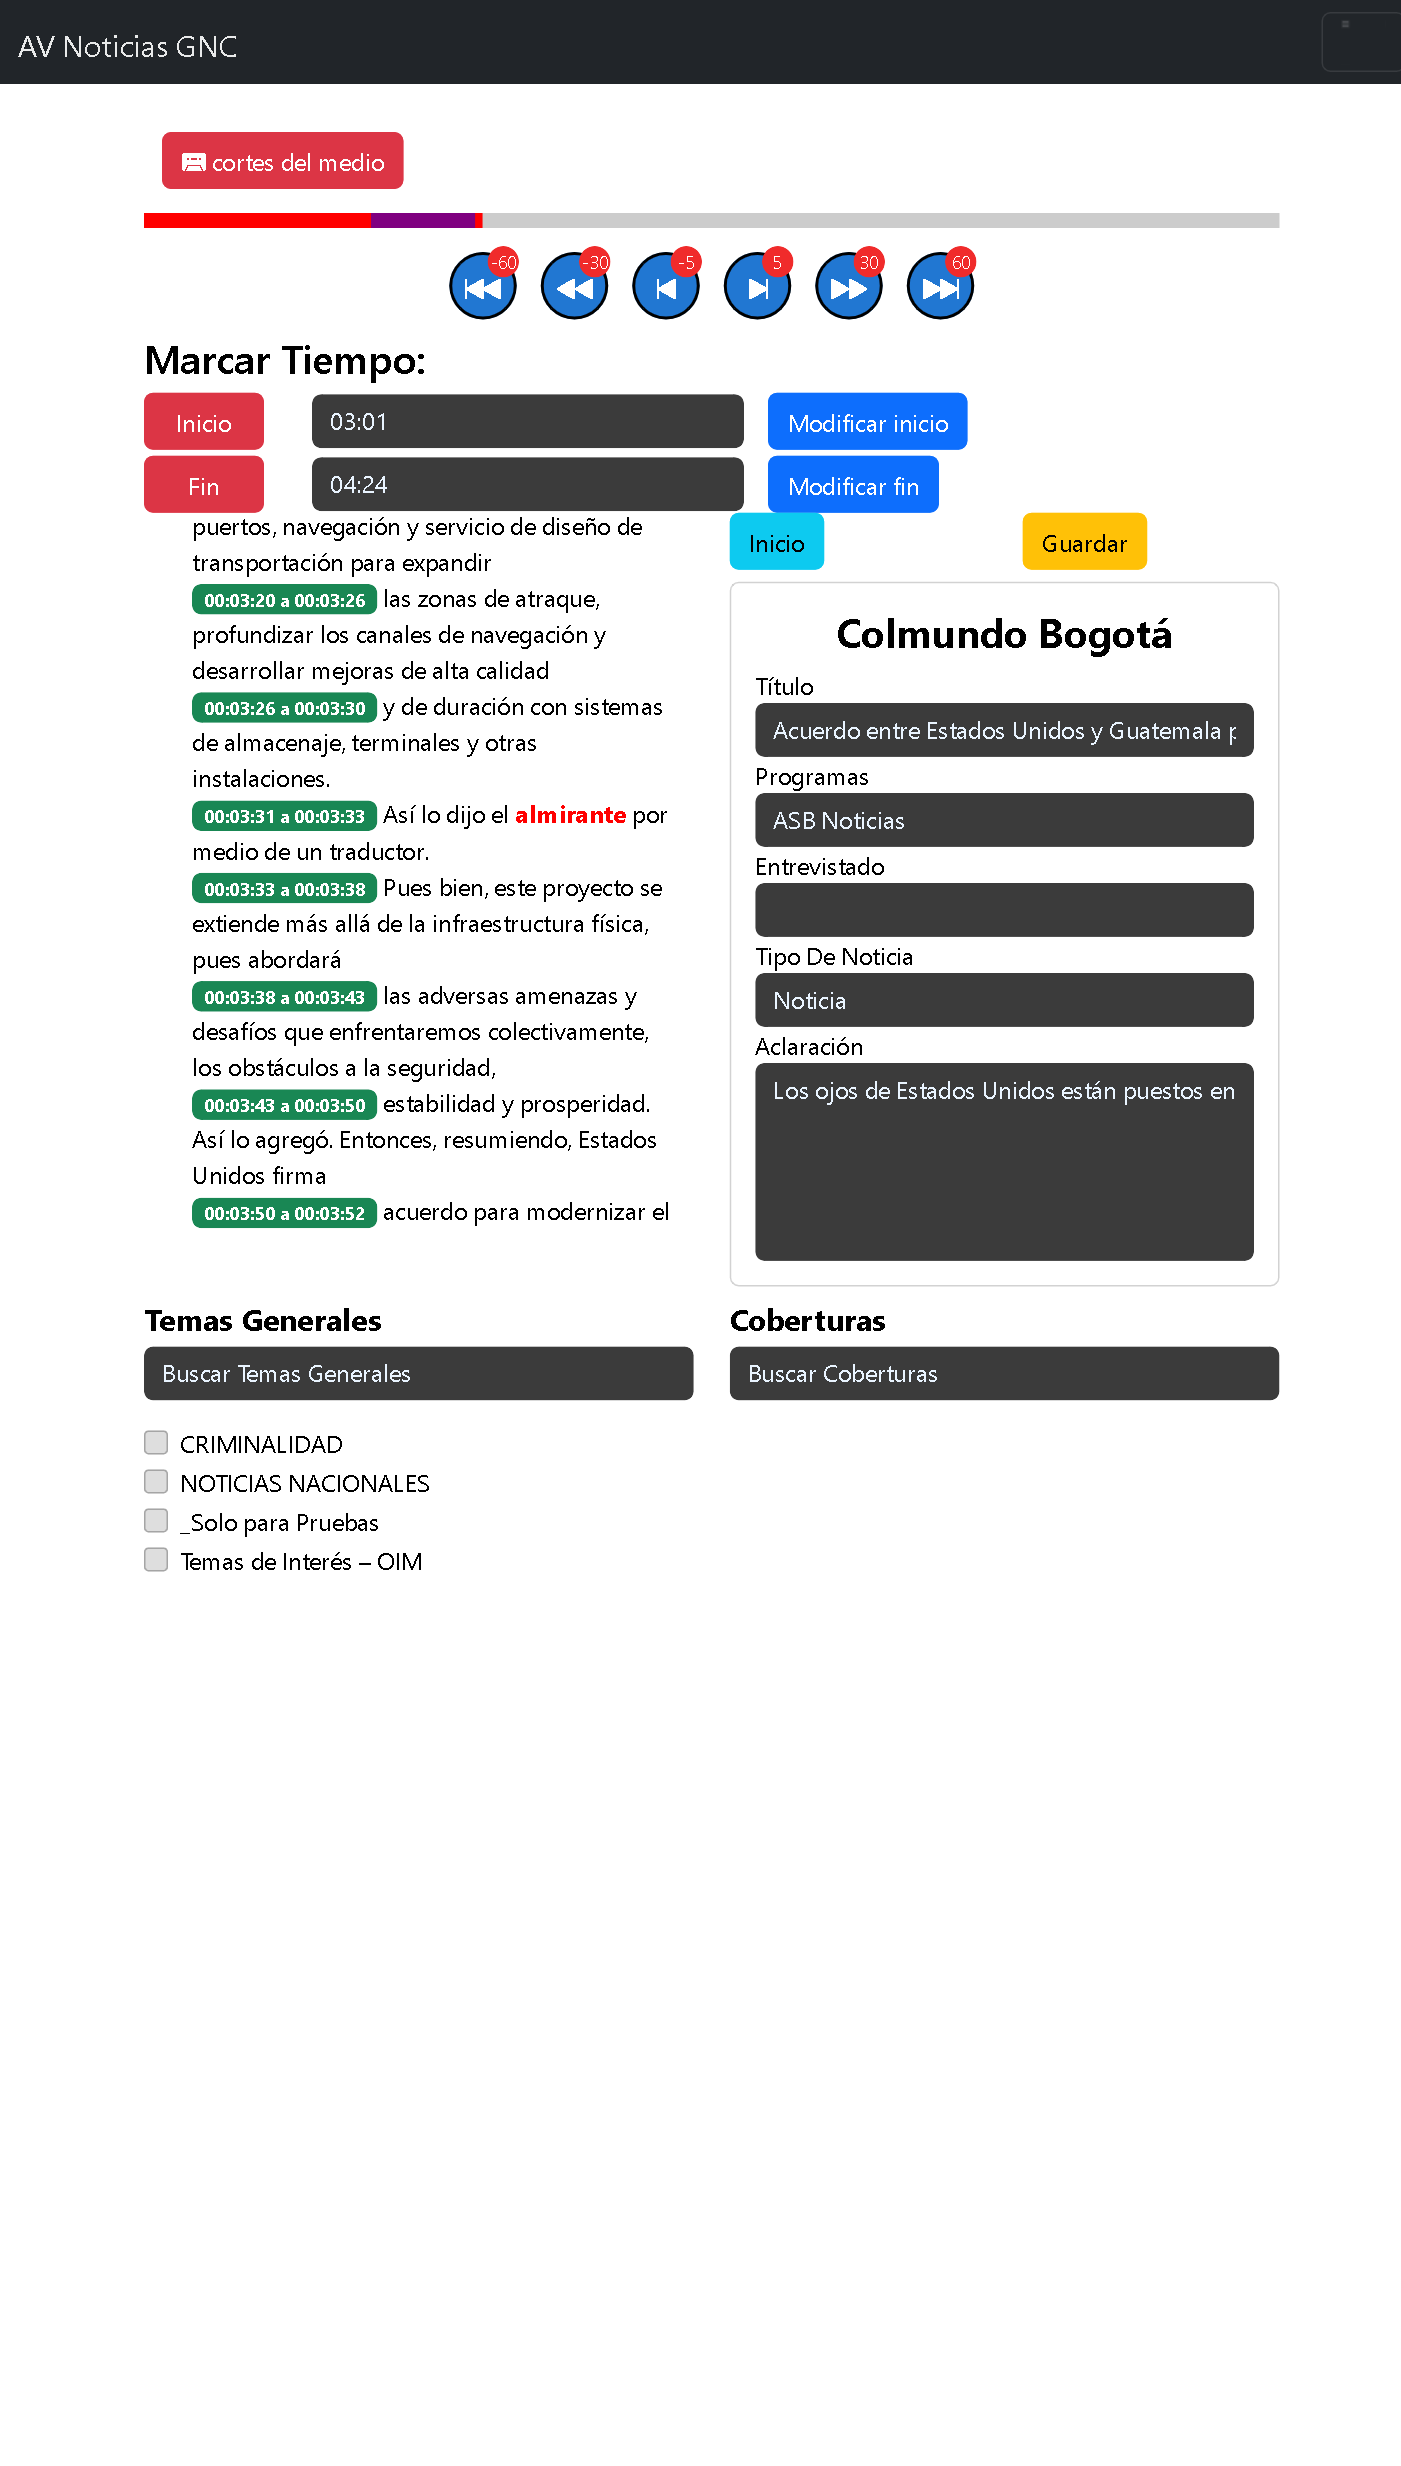 AV Noticias GNC
cortes del medio
-60 -30 -5 5 30 60
Marcar Tiempo:
Inicio 03:01 Modificar inicio
Fin 04:24 Modificar fin
puertos, navegación y servicio de diseño de
transportación para expandir
00:03:20 a 00:03:26 las zonas de atraque,
profundizar los canales de navegación y
desarrollar mejoras de alta calidad
00:03:26 a 00:03:30 y de duración con sistemas
de almacenaje, terminales y otras
instalaciones.
00:03:31 a 00:03:33 Así lo dijo el almirante por
medio de un traductor.
00:03:33 a 00:03:38 Pues bien, este proyecto se
extiende más allá de la infraestructura física,
pues abordará
00:03:38 a 00:03:43 las adversas amenazas y
desafíos que enfrentaremos colectivamente,
los obstáculos a la seguridad,
00:03:43 a 00:03:50 estabilidad y prosperidad.
Así lo agregó. Entonces, resumiendo, Estados
Unidos firma
00:03:50 a 00:03:52 acuerdo para modernizar el
Inicio Guardar
Colmundo Bogotá
Título
Acuerdo entre Estados Unidos y Guatemala
Programas
ASB Noticias
Entrevistado
Tipo De Noticia
Noticia
Aclaración
Los ojos de Estados Unidos están puestos en
Temas Generales
Buscar Temas Generales
CRIMINALIDAD
NOTICIAS NACIONALES
_Solo para Pruebas
Temas de Interés – OIM
Coberturas
Buscar Coberturas